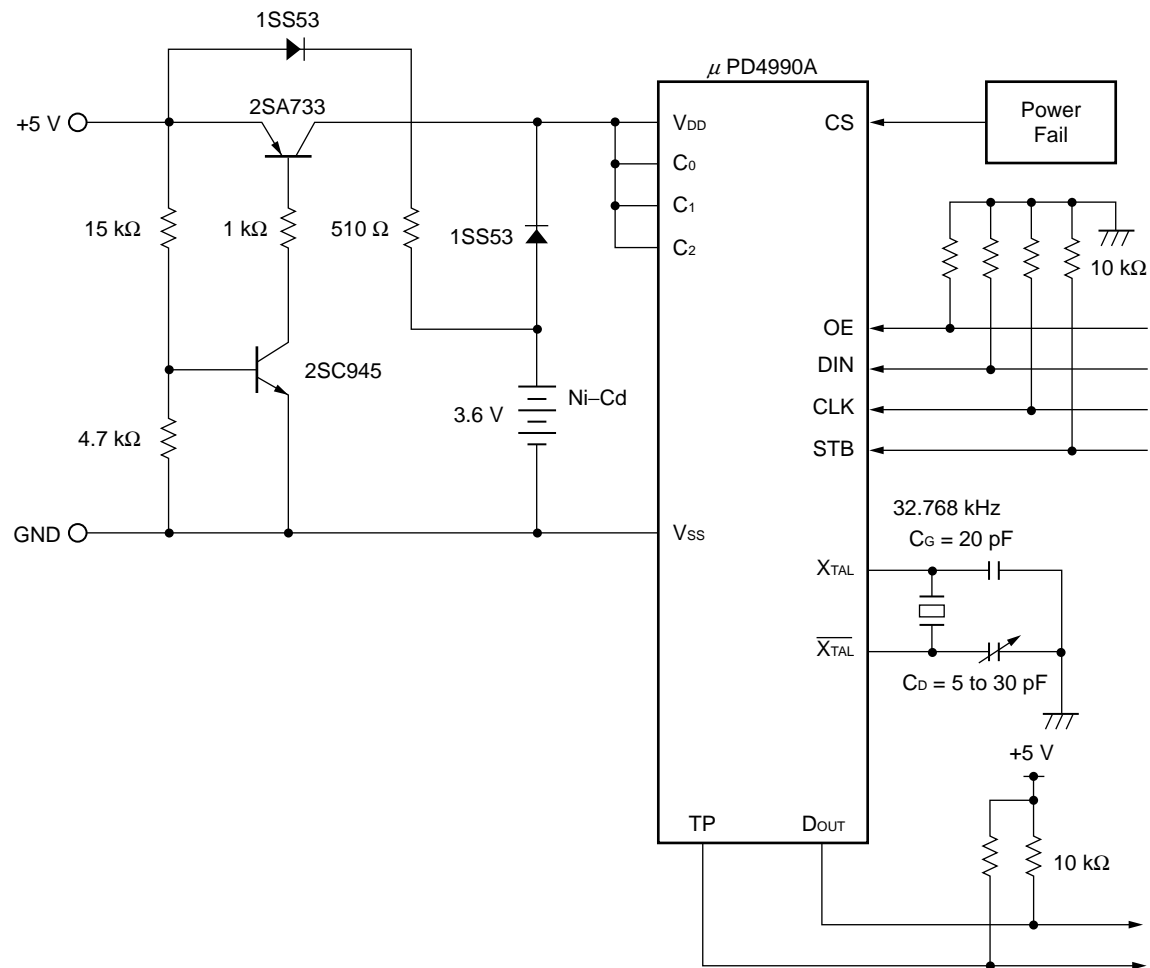 1SS53
μ PD4990A
2SA733
+5 V
VDD
CS
Power
Fail
C0
15 kΩ
1 kΩ
510 Ω
1SS53
C1
C2
10 kΩ
OE
DIN
2SC945
CLK
Ni–Cd
3.6 V
4.7 kΩ
STB
32.768 kHz
GND
VSS
CG = 20 pF
XTAL
XTAL
CD = 5 to 30 pF
+5 V
TP
DOUT
10 kΩ